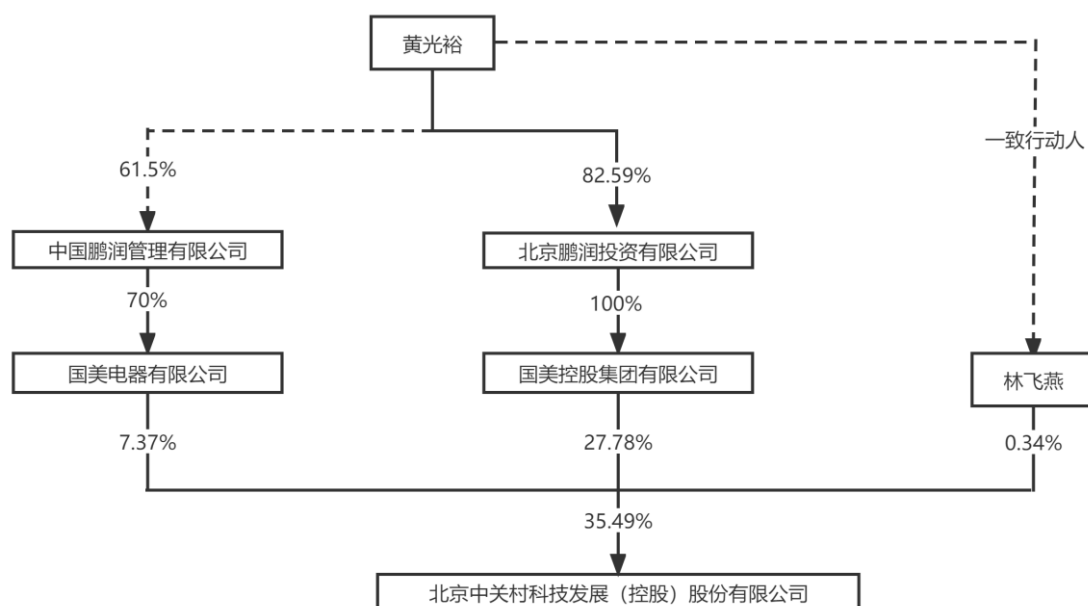 黄光裕
一致行动人
61.5%
82.59%
中国鹏润管理有限公司
北京鹏润投资有限公司
70%
100%
国美电器有限公司
国美控股集团有限公司
林飞燕
7.37%
27.78%
0.34%
35.49%
北京中关村科技发展（控股）股份有限公司